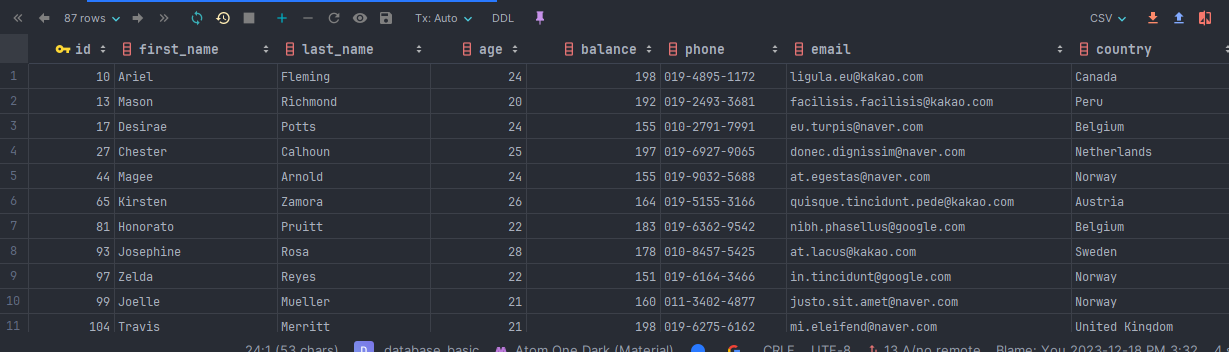 87 rows Tx: Auto DDL CSV
id first_name last_name age balance phone email country
1 10 Ariel Fleming 24 198 019-4895-1172 ligula.eu@kakao.com Canada
2 13 Mason Richmond 20 192 019-2493-3681 facilisis.facilisis@kakao.com Peru
3 17 Desirae Potts 24 155 010-2791-7991 eu.turpis@naver.com Belgium
4 27 Chester Calhoun 25 197 019-6927-9065 donec.dignissim@naver.com Netherlands
5 44 Magee Arnold 24 155 019-9032-5688 at.egestas@naver.com Norway
6 65 Kirsten Zamora 26 164 019-5155-3166 quisque.tincidunt.pede@kakao.com Austria
7 81 Honorato Pruitt 22 183 019-6362-9542 nibh.phasellus@google.com Belgium
8 93 Josephine Rosa 28 178 010-8457-5425 at.lacus@kakao.com Sweden
9 97 Zelda Reyes 22 151 019-6164-3466 in.tincidunt@google.com Norway
10 99 Joelle Mueller 21 160 011-3402-4877 justo.sit.amet@naver.com Norway
11 104 Travis Merritt 21 198 019-6275-6162 mi.eleifend@naver.com United Kingdom
24:1 (53 chars) D database_basic Atom One Dark (Material) CRLF UTF-8 13 Δ/no remote Blame: You 2023-12-18 PM 3:32